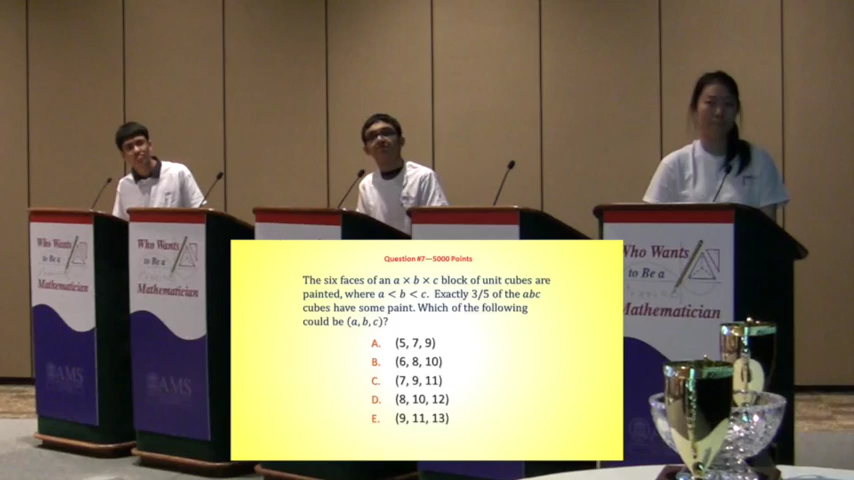 Who Wants
to Be a
Mathematician
AMS
Who Wants
to Be a
Mathematician
AMS
Who Wants
to Be a
Mathematician
AMS
Question #7—5000 Points
The six faces of an a × b × c block of unit cubes are
painted, where a < b < c. Exactly 3/5 of the abc
cubes have some paint. Which of the following
could be (a, b, c)?
A. (5, 7, 9)
B. (6, 8, 10)
C. (7, 9, 11)
D. (8, 10, 12)
E. (9, 11, 13)